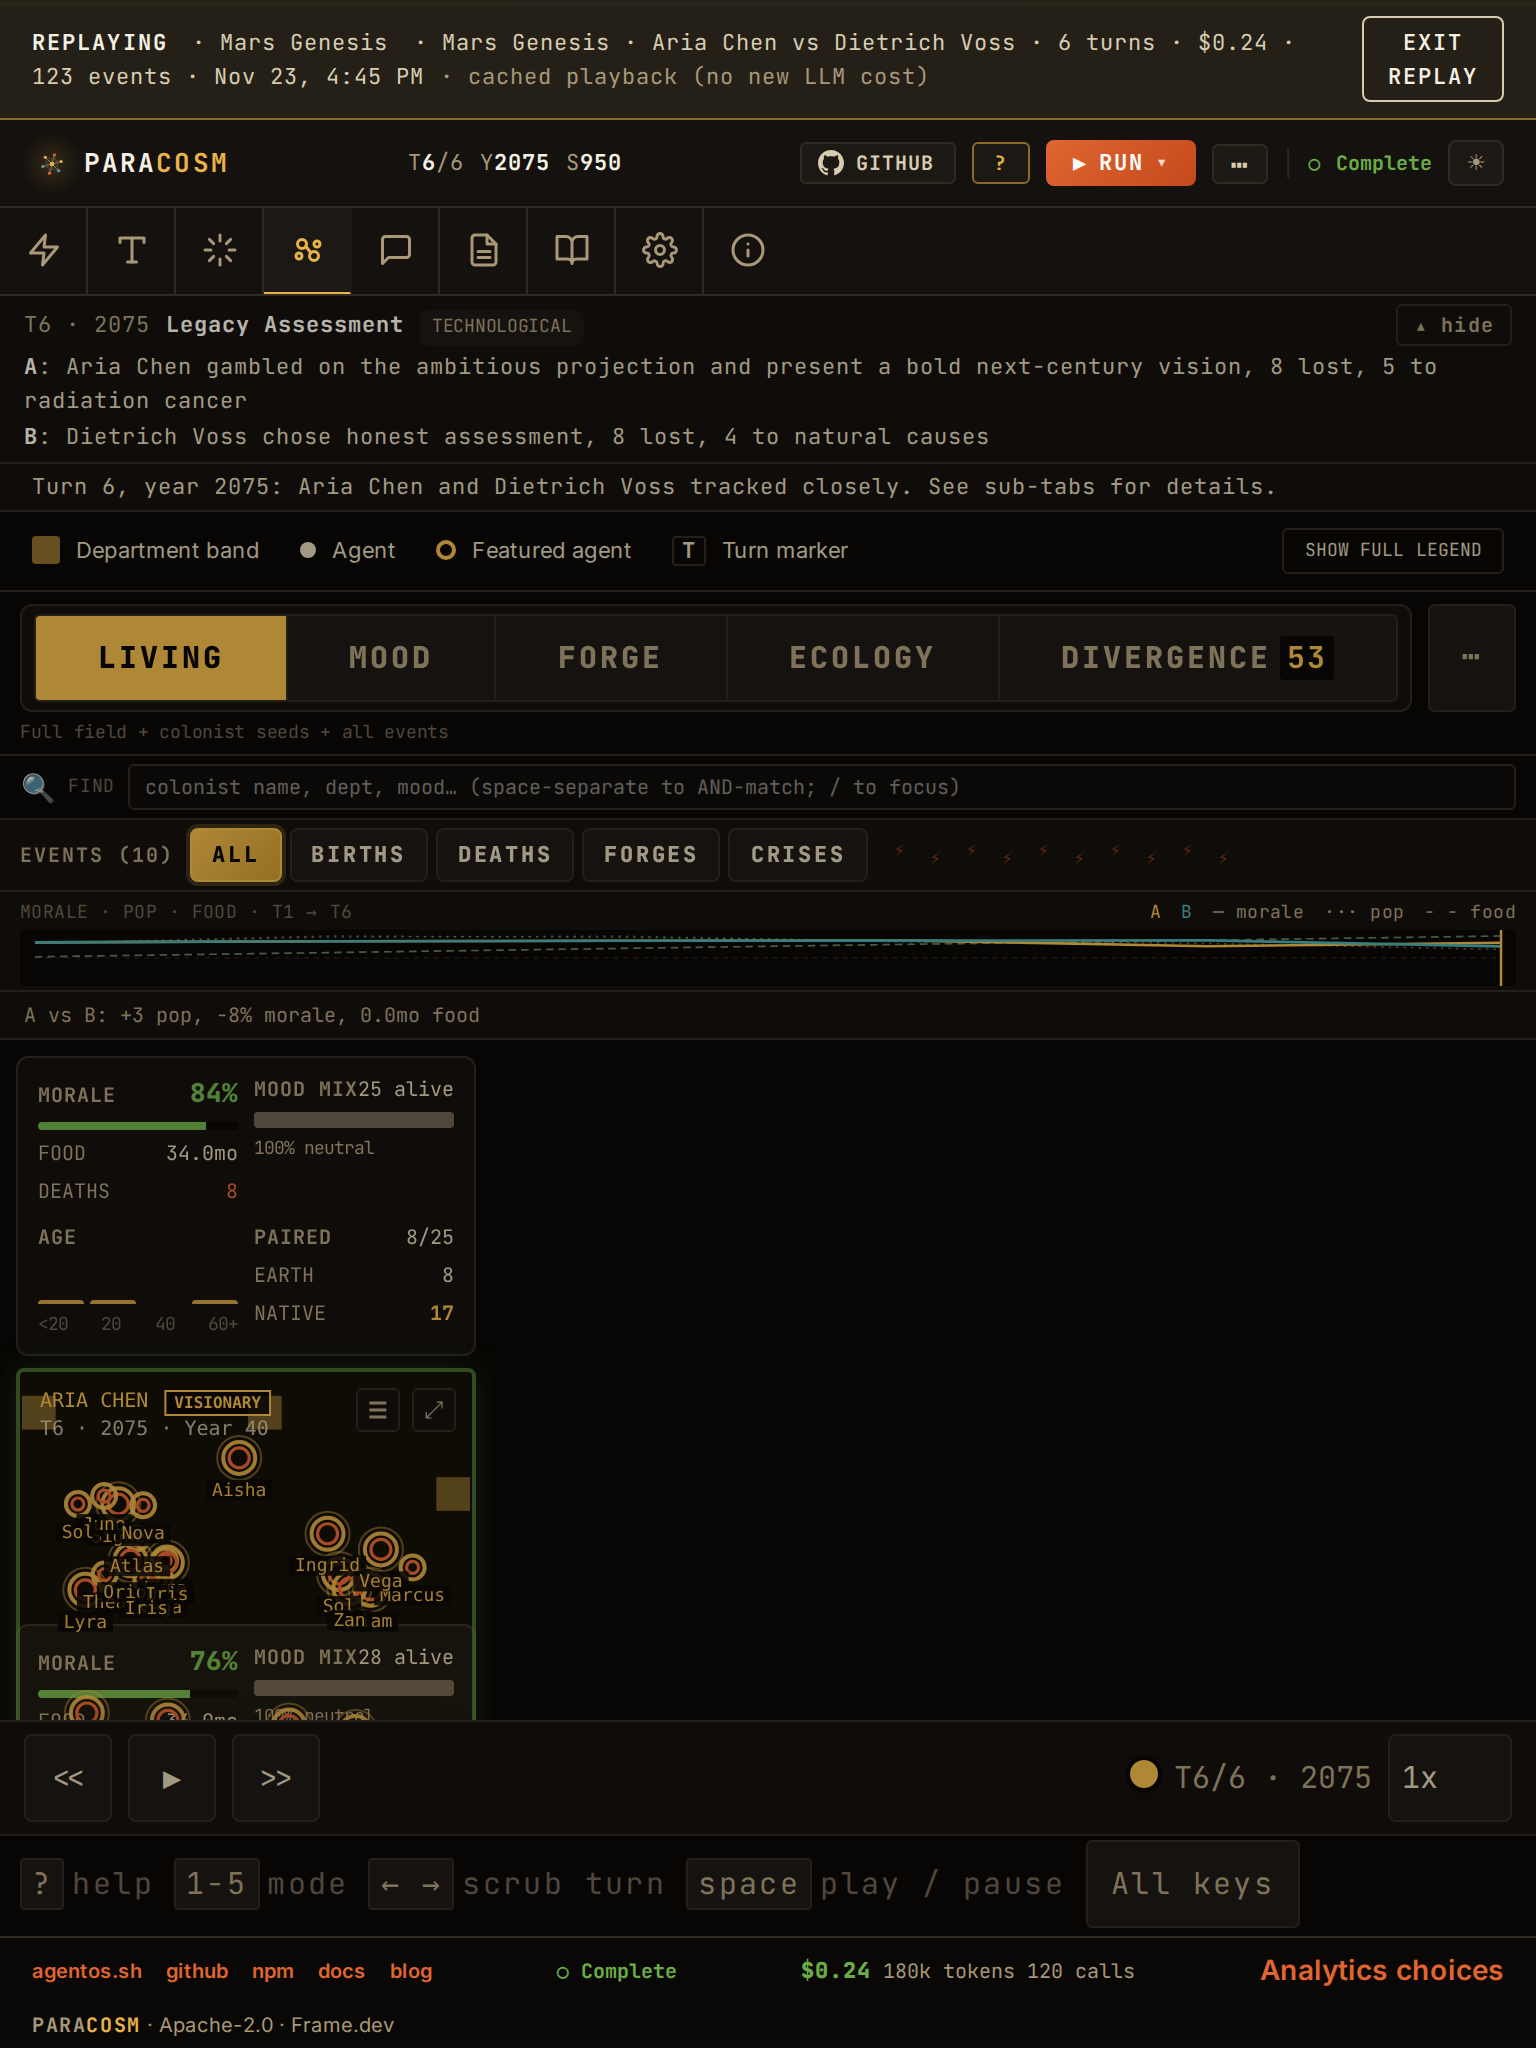 REPLAYING · Mars Genesis · Mars Genesis · Aria Chen vs Dietrich Voss · 6 turns · $0.24 ·
123 events · Nov 23, 4:45 PM · cached playback (no new LLM cost)
EXIT
REPLAY
PARACOSM
T6/6 Y2075 S950
GITHUB
?
▶ RUN ▾
…
○ Complete
T6 · 2075 Legacy Assessment TECHNOLOGICAL
▴ hide
A: Aria Chen gambled on the ambitious projection and present a bold next-century vision, 8 lost, 5 to
radiation cancer
B: Dietrich Voss chose honest assessment, 8 lost, 4 to natural causes
Turn 6, year 2075: Aria Chen and Dietrich Voss tracked closely. See sub-tabs for details.
Department band
Agent
Featured agent
T Turn marker
SHOW FULL LEGEND
LIVING
MOOD
FORGE
ECOLOGY
DIVERGENCE 53
…
Full field + colonist seeds + all events
FIND
colonist name, dept, mood… (space-separate to AND-match; / to focus)
EVENTS (10)
ALL
BIRTHS
DEATHS
FORGES
CRISES
MORALE · POP · FOOD · T1 → T6
A B — morale ··· pop - - food
A vs B: +3 pop, -8% morale, 0.0mo food
MORALE 84%
MOOD MIX 25 alive
100% neutral
FOOD 34.0mo
DEATHS 8
AGE
<20 20 40 60+
PAIRED 8/25
EARTH 8
NATIVE 17
ARIA CHEN VISIONARY
T6 · 2075 · Year 40
Aisha
Sol
Nova
Atlas
Iris
Iris
Lyra
Ingrid
Vega
Marcus
Sol
MORALE 76%
MOOD MIX 28 alive
<< ▶ >>
T6/6 · 2075
1x
? help
1-5 mode
← → scrub turn
space play / pause
All keys
agentos.sh github npm docs blog
○ Complete
$0.24 180k tokens 120 calls
Analytics choices
PARACOSM · Apache-2.0 · Frame.dev